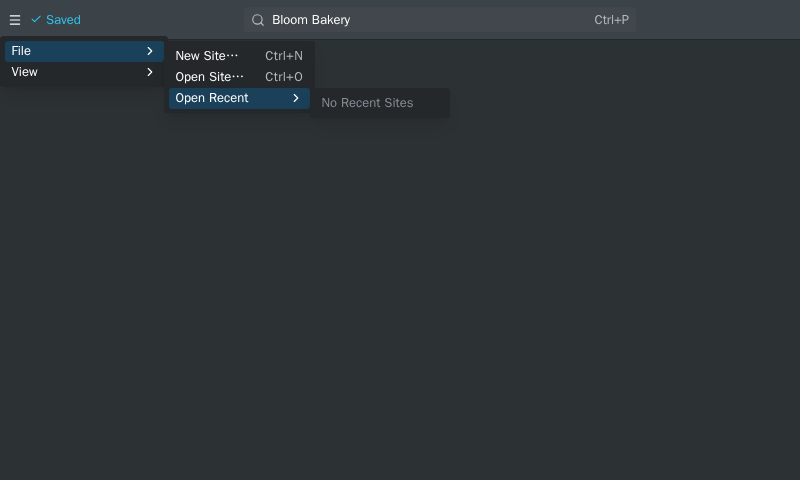 Saved
Bloom Bakery
Ctrl+P
File
View
New Site⋯ Ctrl+N
Open Site⋯ Ctrl+O
Open Recent
No Recent Sites